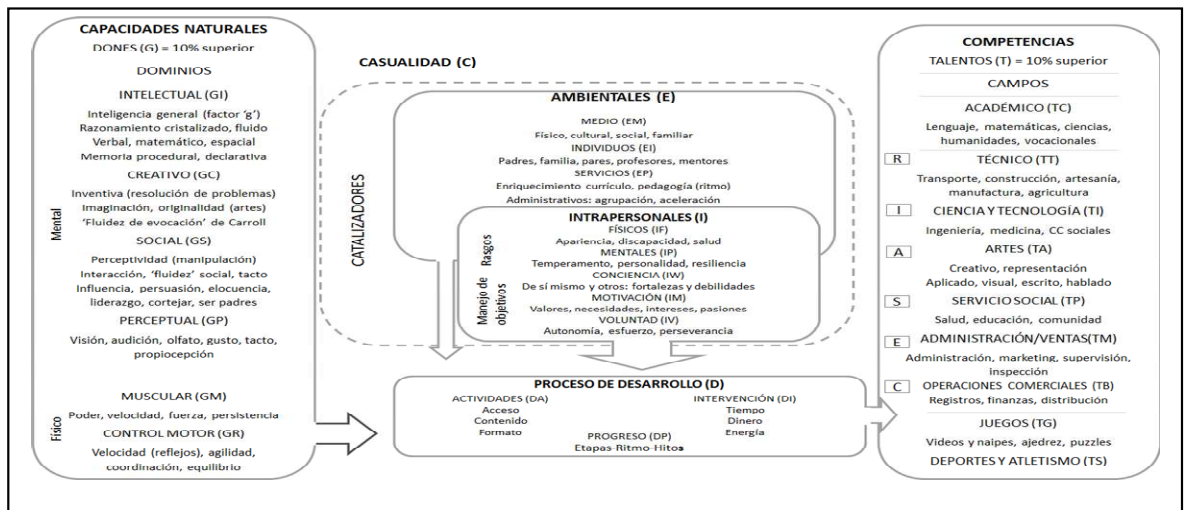 CAPACIDADES NATURALES
DONES (G) = 10% superior
DOMINIOS
INTELECTUAL (GI)
Inteligencia general (factor 'g')
Razonamiento cristalizado, fluido
Verbal, matemático, espacial
Memoria procedural, declarativa
CREATIVO (GC)
Inventiva (resolución de problemas)
Imaginación, originalidad (artes)
'Fluidez de evocación' de Carroll
SOCIAL (GS)
Perceptividad (manipulación)
Interacción, 'fluidez' social, tacto
Influencia, persuasión, elocuencia,
liderazgo, cortejar, ser padres
PERCEPTUAL (GP)
Visión, audición, olfato, gusto, tacto,
propiocepción
Mental
MUSCULAR (GM)
Poder, velocidad, fuerza, persistencia
CONTROL MOTOR (GR)
Velocidad (reflejos), agilidad,
coordinación, equilibrio
Físico
CASUALIDAD (C)
CATALIZADORES
AMBIENTALES (E)
MEDIO (EM)
Físico, cultural, social, familiar
INDIVIDUOS (EI)
Padres, familia, pares, profesores, mentores
SERVICIOS (EP)
Enriquecimiento currículo, pedagogía (ritmo)
Administrativos: agrupación, aceleración
INTRAPERSONALES (I)
FÍSICOS (IF)
Apariencia, discapacidad, salud
MENTALES (IP)
Temperamento, personalidad, resiliencia
Rasgos
CONCIENCIA (IW)
De sí mismo y otros: fortalezas y debilidades
MOTIVACIÓN (IM)
Valores, necesidades, intereses, pasiones
VOLUNTAD (IV)
Autonomía, esfuerzo, perseverancia
Manejo de
objetivos
PROCESO DE DESARROLLO (D)
ACTIVIDADES (DA)
Acceso
Contenido
Formato
INTERVENCIÓN (DI)
Tiempo
Dinero
Energía
PROGRESO (DP)
Etapas-Ritmo-Hitos
COMPETENCIAS
TALENTOS (T) = 10% superior
CAMPOS
ACADÉMICO (TC)
Lenguaje, matemáticas, ciencias,
humanidades, vocacionales
R TÉCNICO (TT)
Transporte, construcción, artesanía,
manufactura, agricultura
I CIENCIA Y TECNOLOGÍA (TI)
Ingeniería, medicina, CC sociales
A ARTES (TA)
Creativo, representación
Aplicado, visual, escrito, hablado
S SERVICIO SOCIAL (TP)
Salud, educación, comunidad
E ADMINISTRACIÓN/VENTAS(TM)
Administración, marketing, supervisión,
inspección
C OPERACIONES COMERCIALES (TB)
Registros, finanzas, distribución
JUEGOS (TG)
Videos y naipes, ajedrez, puzzles
DEPORTES Y ATLETISMO (TS)